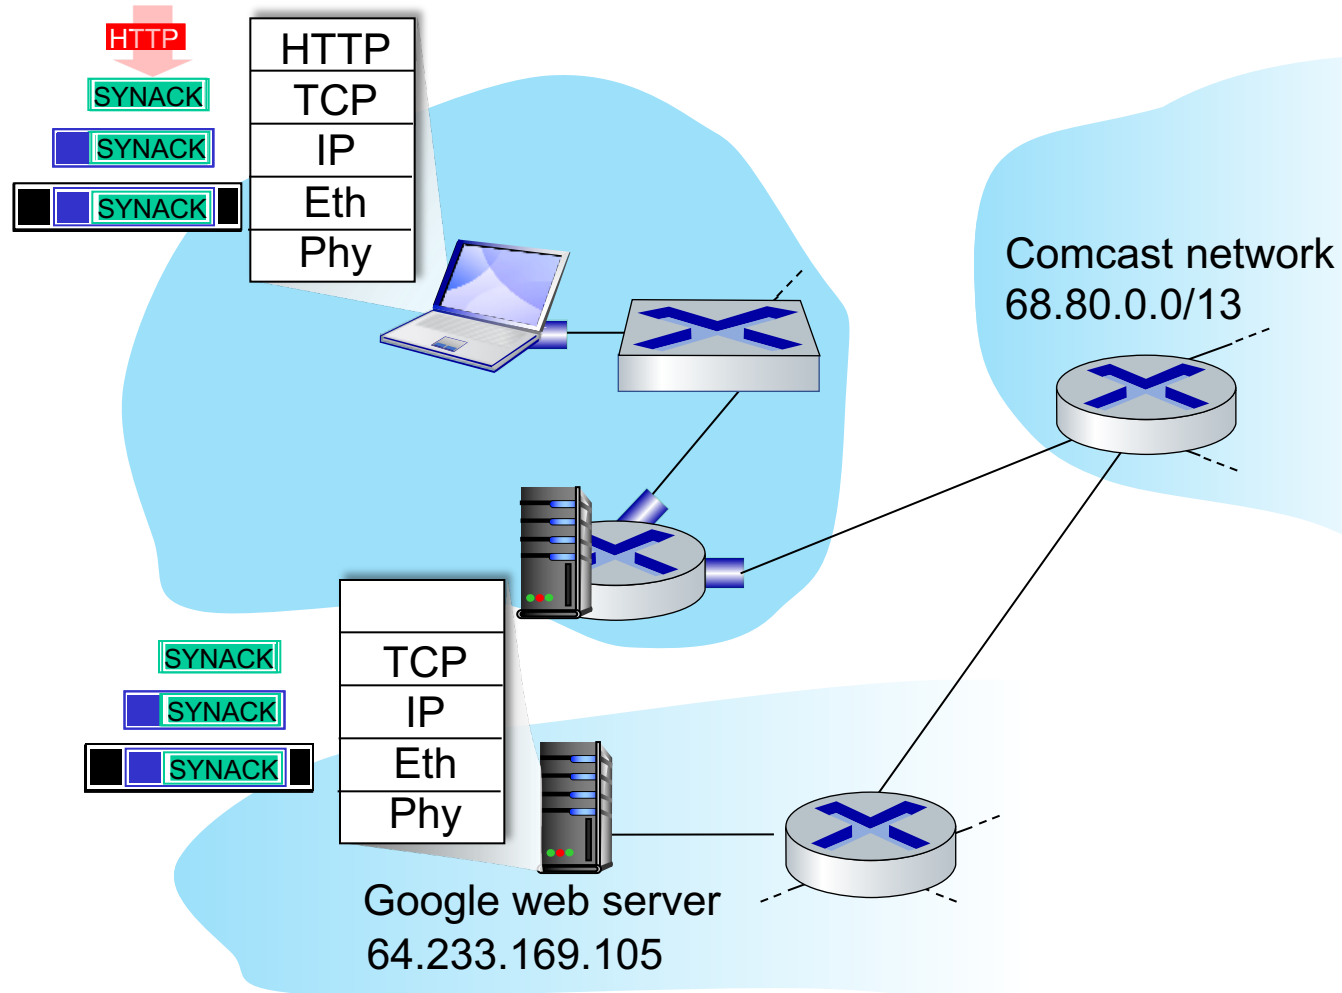 HTTP
SYNACK
SYNACK
SYNACK
HTTP
TCP
IP
Eth
Phy
Comcast network
68.80.0.0/13
SYNACK
SYNACK
SYNACK
TCP
IP
Eth
Phy
Google web server
64.233.169.105